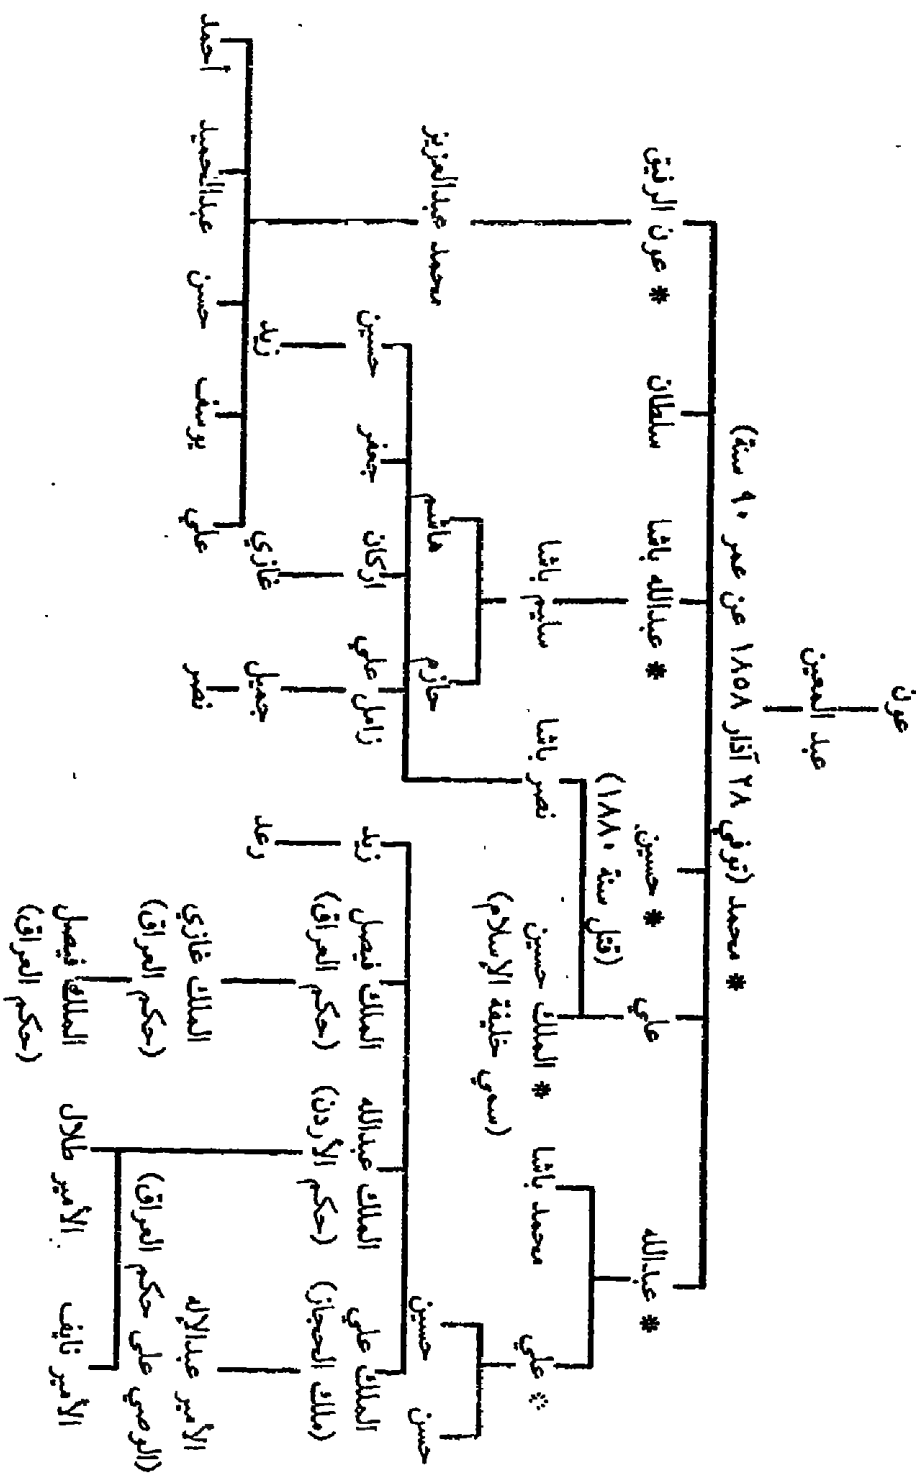 عون
عبد المعين
* محمد (توفي ٢٨ آذار ١٨٥٨ عن عمر ٩٠ سنة)
* عبدالله
علي
* حسين
(قتل سنة ١٨٨٠)
* عبدالله باشا
سلطان
* عون الرفيق
* علي
محمد باشا
* الملك حسين
(سمي خليفة الإسلام)
نصر باشا
سليم باشا
محمد عبدالعزيز
حسن
حسين
حازم
هاشم
الملك علي
(ملك الحجاز)
الملك عبدالله
(حكم الأردن)
الملك فيصل
(حكم العراق)
زيد
زامل علي
اركان
جعفر
حسين
الأمير عبدالإله
(الوصي على حكم العراق)
الملك غازي
(حكم العراق)
رعد
جميل
غازي
زيد
نصر
علي
يوسف
حسن
عبدالحميد
أحمد
الأمير نايف
الأمير طلال
الملك فيصل
(حكم العراق)